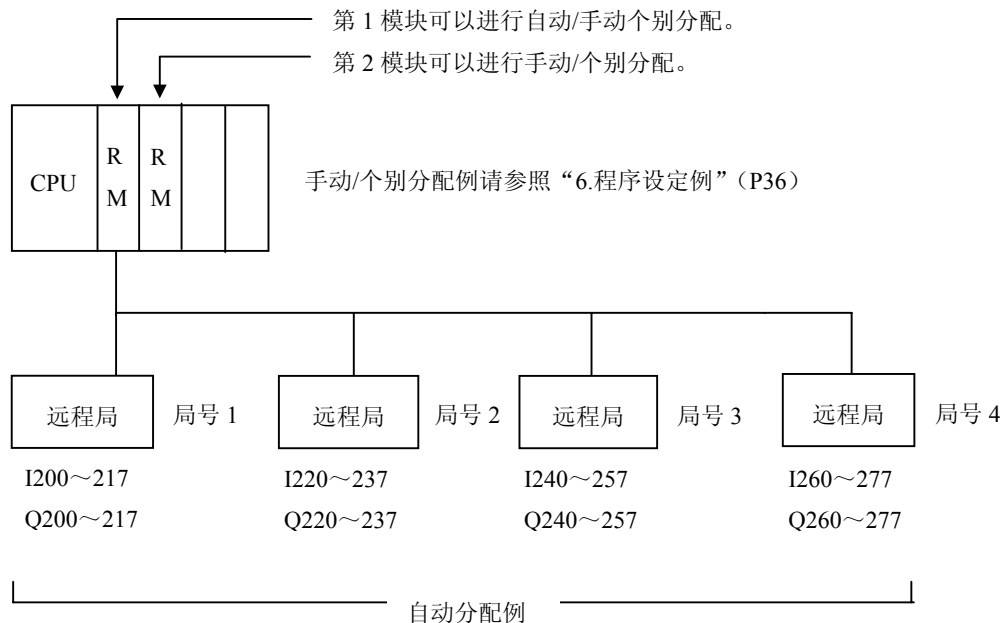 第 1 模块可以进行自动/手动个别分配。
第 2 模块可以进行手动/个别分配。
CPU
R
M
R
M
手动/个别分配例请参照“6.程序设定例”（P36）
远程局
局号 1
远程局
局号 2
远程局
局号 3
远程局
局号 4
I200～217
Q200～217
I220～237
Q220～237
I240～257
Q240～257
I260～277
Q260～277
自动分配例